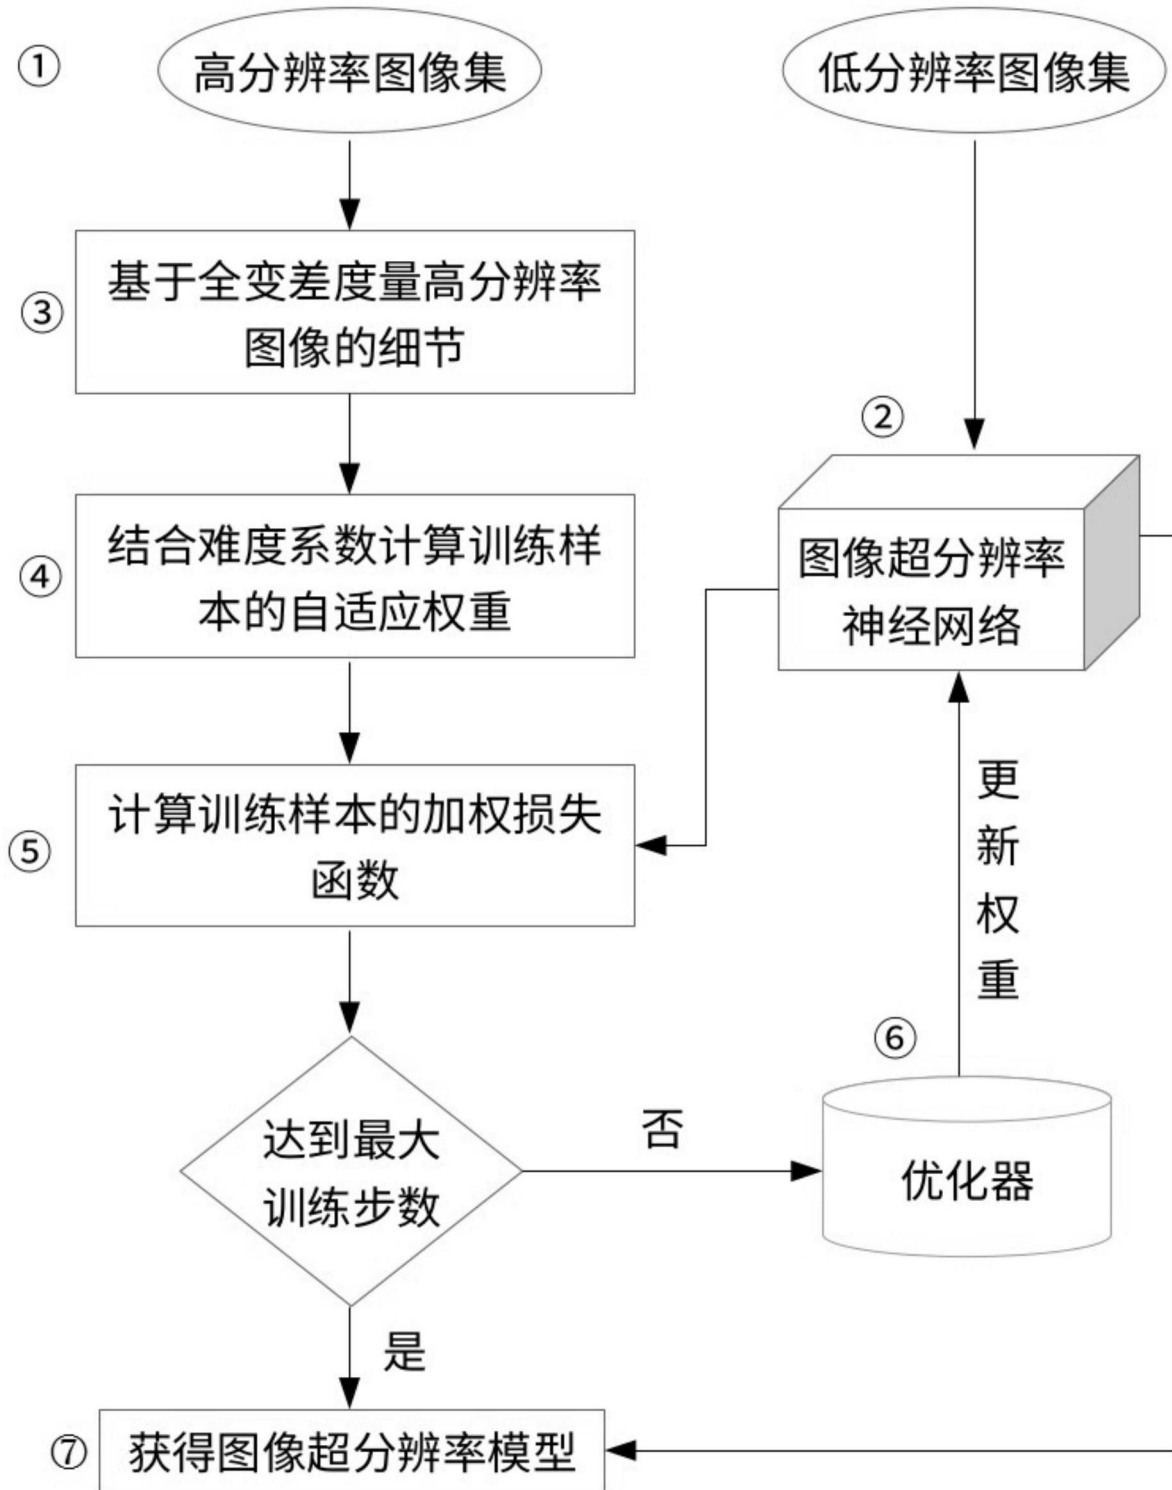 ①
高分辨率图像集
低分辨率图像集
③
基于全变差度量高分辨率
图像的细节
②
④
结合难度系数计算训练样
本的自适应权重
图像超分辨率
神经网络
⑤
计算训练样本的加权损失
函数
更
新
权
重
⑥
达到最大
训练步数
否
优化器
是
⑦
获得图像超分辨率模型